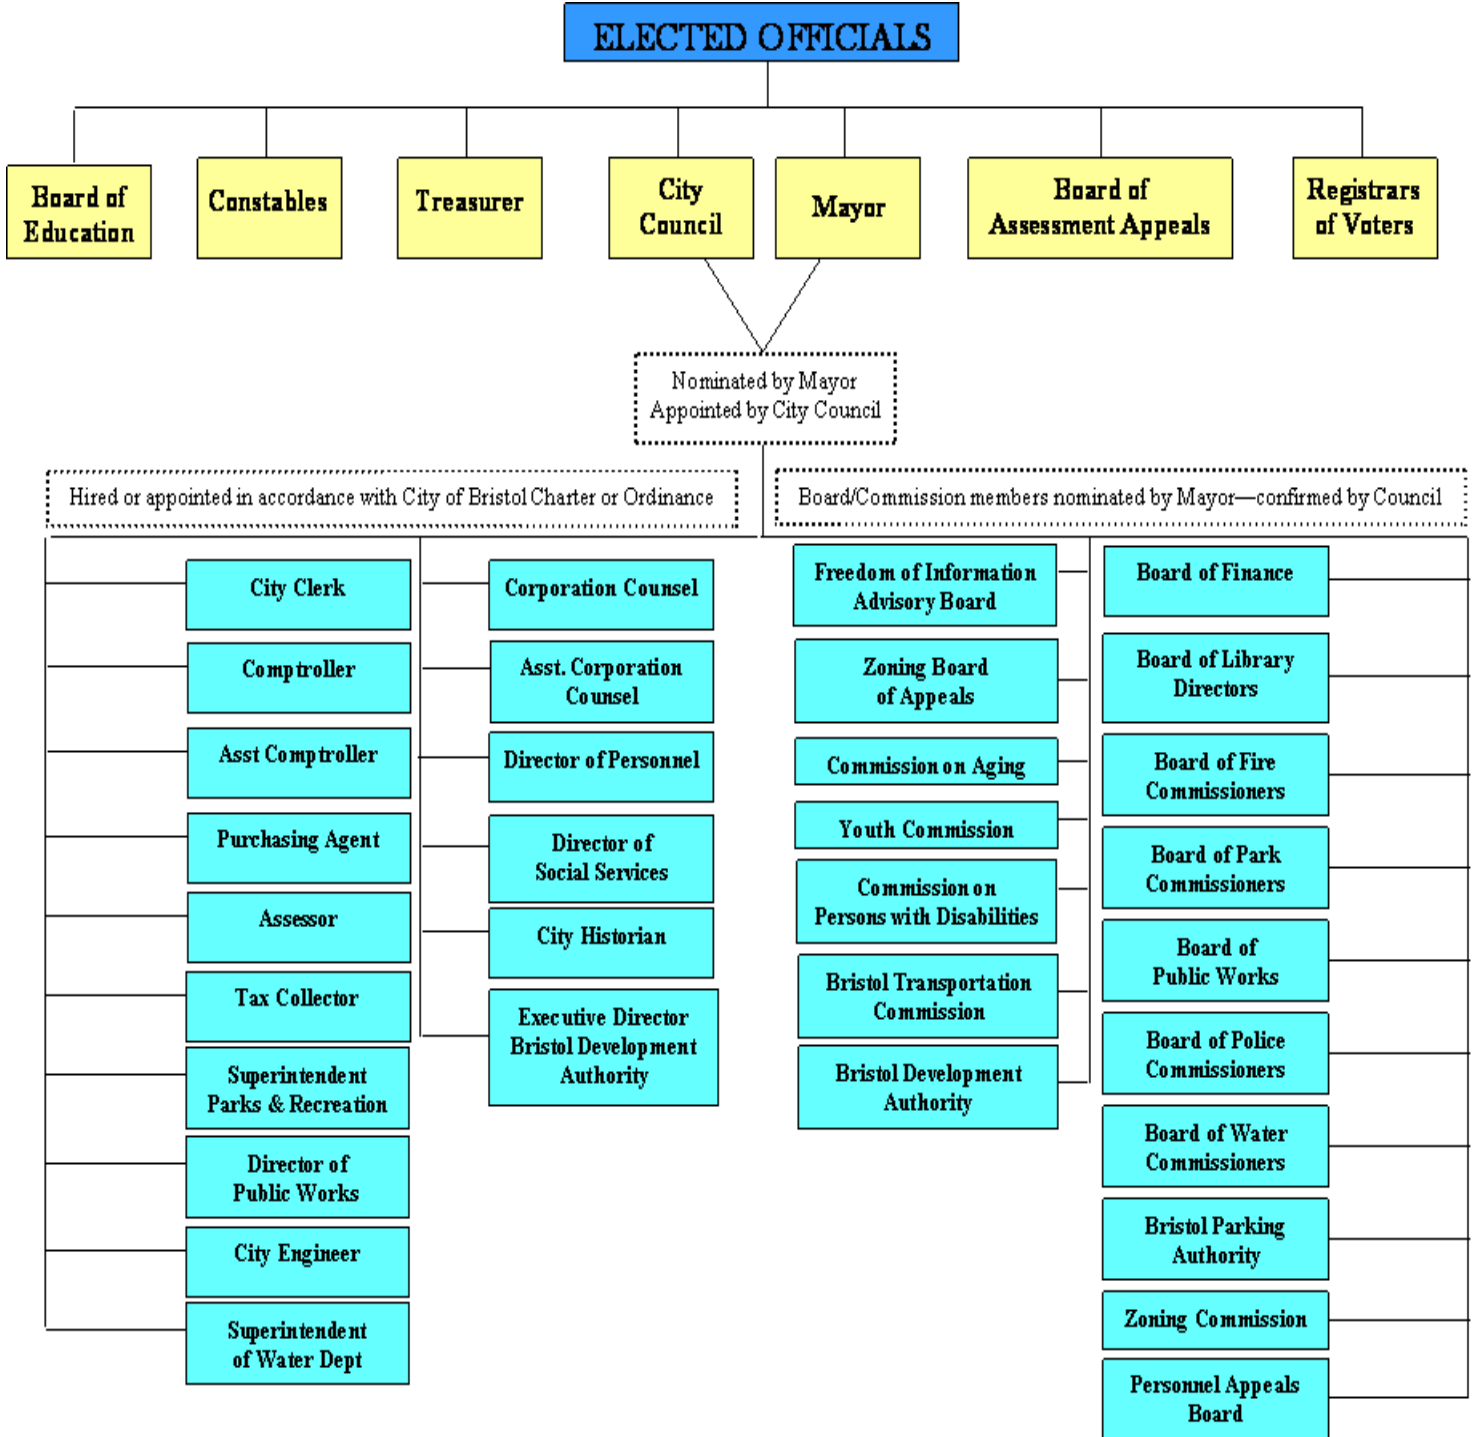 ELECTED OFFICIALS
Board of
Education
Constables
Treasurer
City
Council
Mayor
Board of
Assessment Appeals
Registrars
of Voters
Nominated by Mayor
Appointed by City Council
Hired or appointed in accordance with City of Bristol Charter or Ordinance
Board/Commission members nominated by Mayor—confirmed by Council
City Clerk
Comptroller
Asst Comptroller
Purchasing Agent
Assessor
Tax Collector
Superintendent
Parks & Recreation
Director of
Public Works
City Engineer
Superintendent
of Water Dept
Corporation Counsel
Asst. Corporation
Counsel
Director of Personnel
Director of
Social Services
City Historian
Executive Director
Bristol Development
Authority
Freedom of Information
Advisory Board
Zoning Board
of Appeals
Commission on Aging
Youth Commission
Commission on
Persons with Disabilities
Bristol Transportation
Commission
Bristol Development
Authority
Board of Finance
Board of Library
Directors
Board of Fire
Commissioners
Board of Park
Commissioners
Board of
Public Works
Board of Police
Commissioners
Board of Water
Commissioners
Bristol Parking
Authority
Zoning Commission
Personnel Appeals
Board